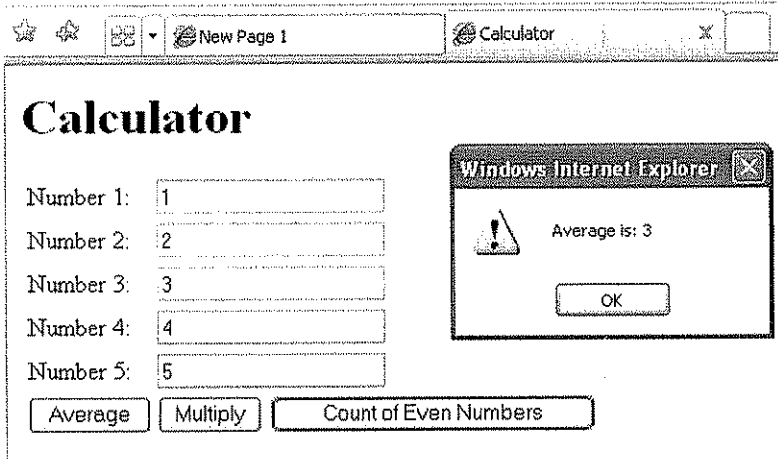 New Page 1
Calculator
Calculator
Windows Internet Explorer
Average is: 3
OK
Number 1: 1
Number 2: 2
Number 3: 3
Number 4: 4
Number 5: 5
Average Multiply Count of Even Numbers